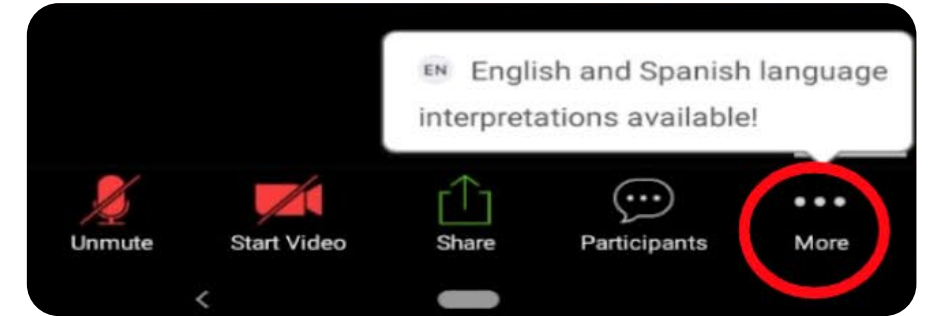 EN English and Spanish language
interpretations available!
Unmute
Start Video
Share
Participants
More